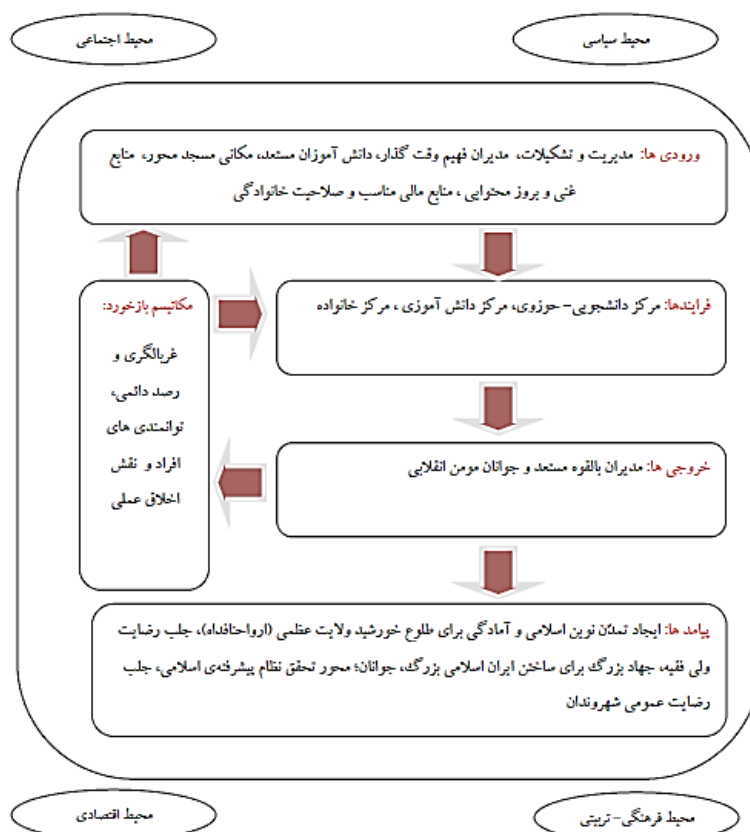 محیط سیاسی
محیط اجتماعی
ورودی ها: مدیریت و تشکیلات، مدیران فهیم وقت گذار، دانش آموزان مستعد، مکانی مسجد محور، منابع
غنی و بروز محتوایی ، منابع مالی مناسب و صلاحیت خانوادگی
فرایندها: مرکز دانشجویی- حوزوی، مرکز دانش آموزی ، مرکز خانواده
مکانیسم بازخورد:
غربالگری و
رصد دائمی،
توانمندی های
افراد و نقش
اخلاق عملی
خروجی ها: مدیران بالقوه مستعد و جوانان مومن انقلابی
پیامد ها: ایجاد تمدّن نوین اسلامی و آمادگی برای طلوع خورشید ولایت عظمی (ارواحنافداه)، جلب رضایت
ولی فقیه، جهاد بزرگ برای ساختن ایران اسلامی بزرگ، جوانان؛ محور تحقق نظام پیشرفته‌ی اسلامی، جلب
رضایت عمومی شهروندان
محیط فرهنگی- تربیتی
محیط اقتصادی